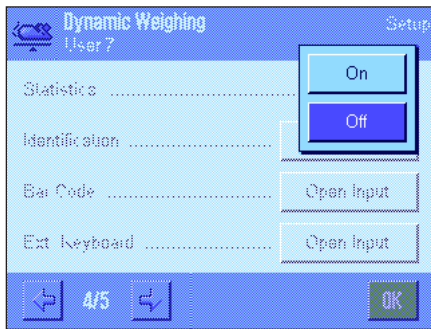 Dynamic Weighing
Setup
User 7
On
Statistics ..............................
Off
Identification ..........................
Bar Code .......................... Open Input
Ext. Keyboard ..................... Open Input
4/5
OK